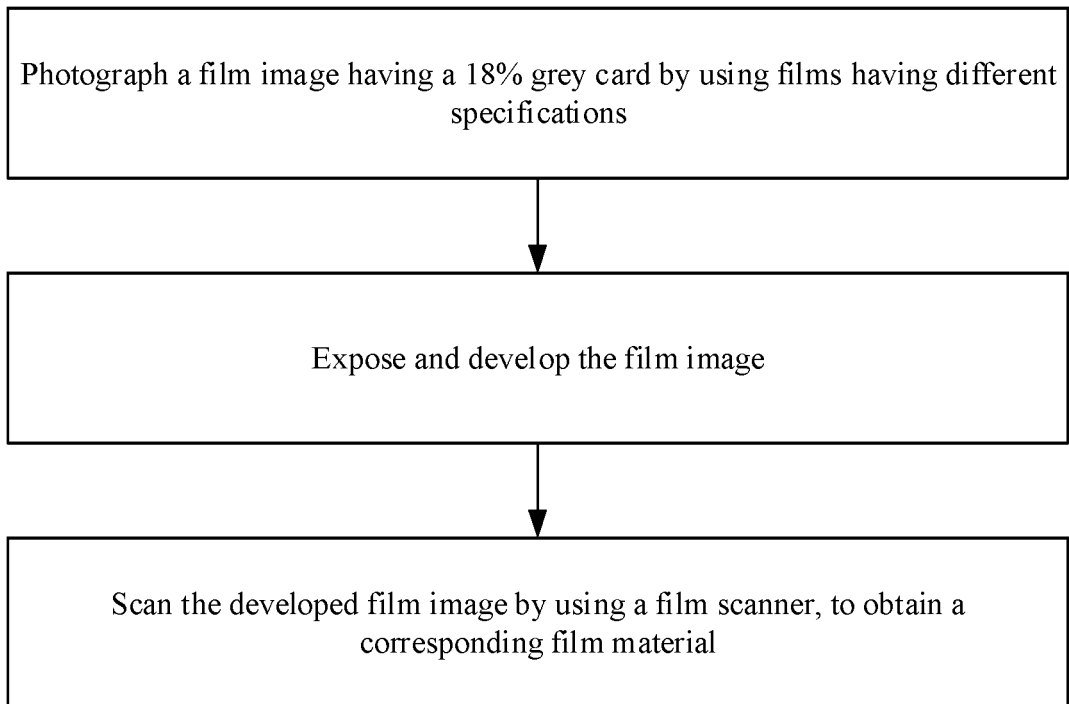 Photograph a film image having a 18% grey card by using films having different
specifications
Expose and develop the film image
Scan the developed film image by using a film scanner, to obtain a
corresponding film material